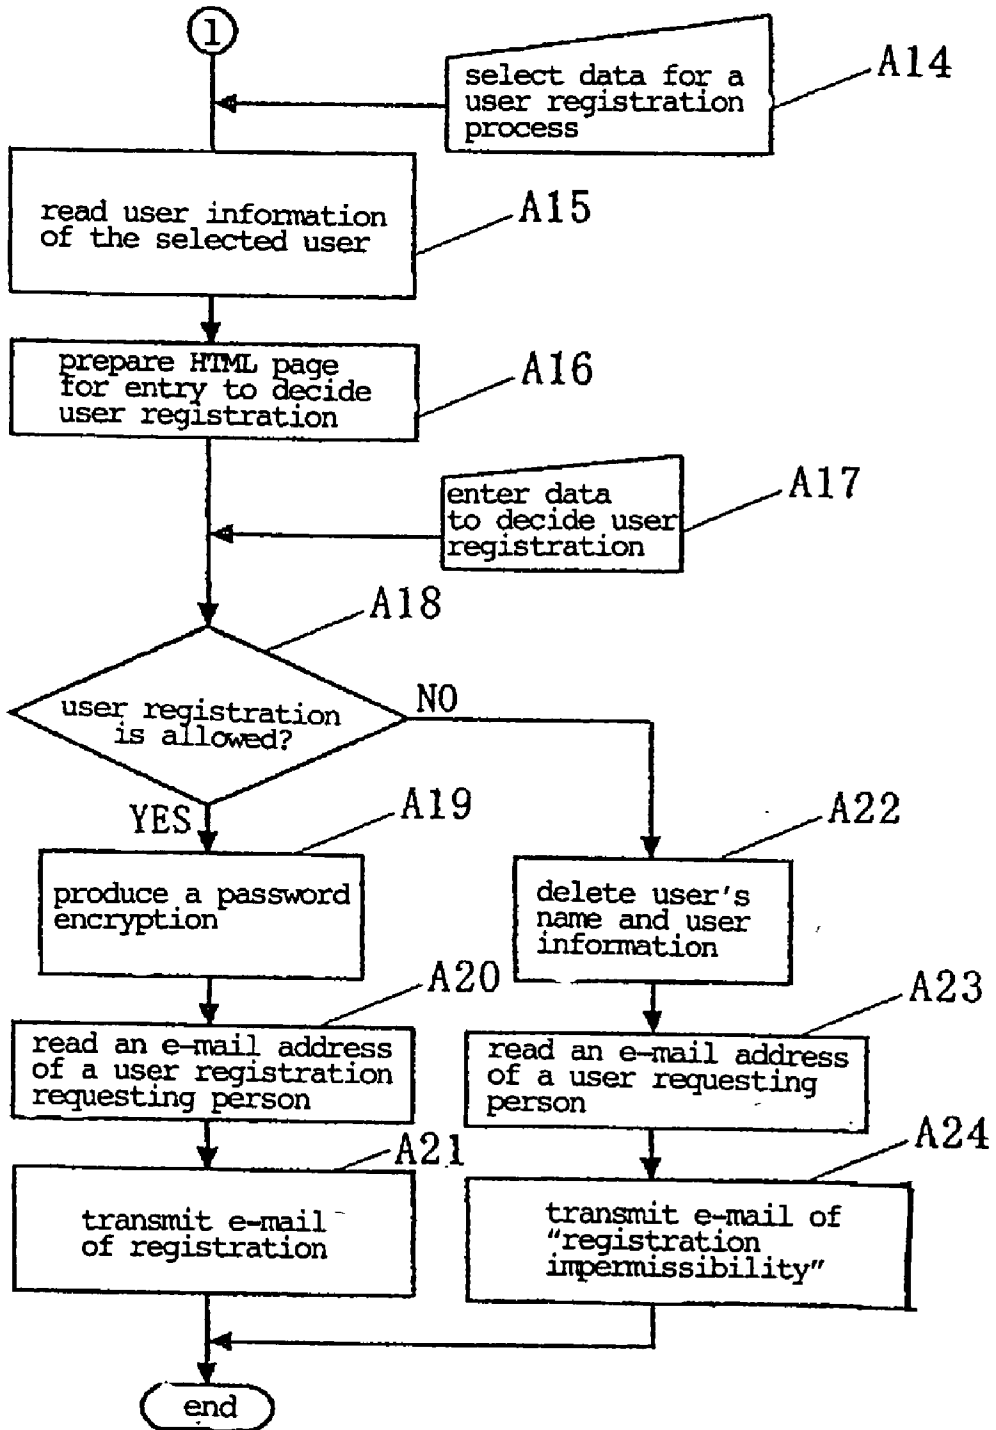 1
select data for a
user registration
process
A14
read user information
of the selected user
A15
prepare HTML page
for entry to decide
user registration
A16
enter data
to decide user
registration
A17
A18
user registration
is allowed?
NO
YES
A19
produce a password
encryption
A22
delete user's
name and user
information
A20
read an e-mail address
of a user registration
requesting person
A23
read an e-mail address
of a user requesting
person
A21
transmit e-mail
of registration
A24
transmit e-mail of
"registration
impermissibility"
end